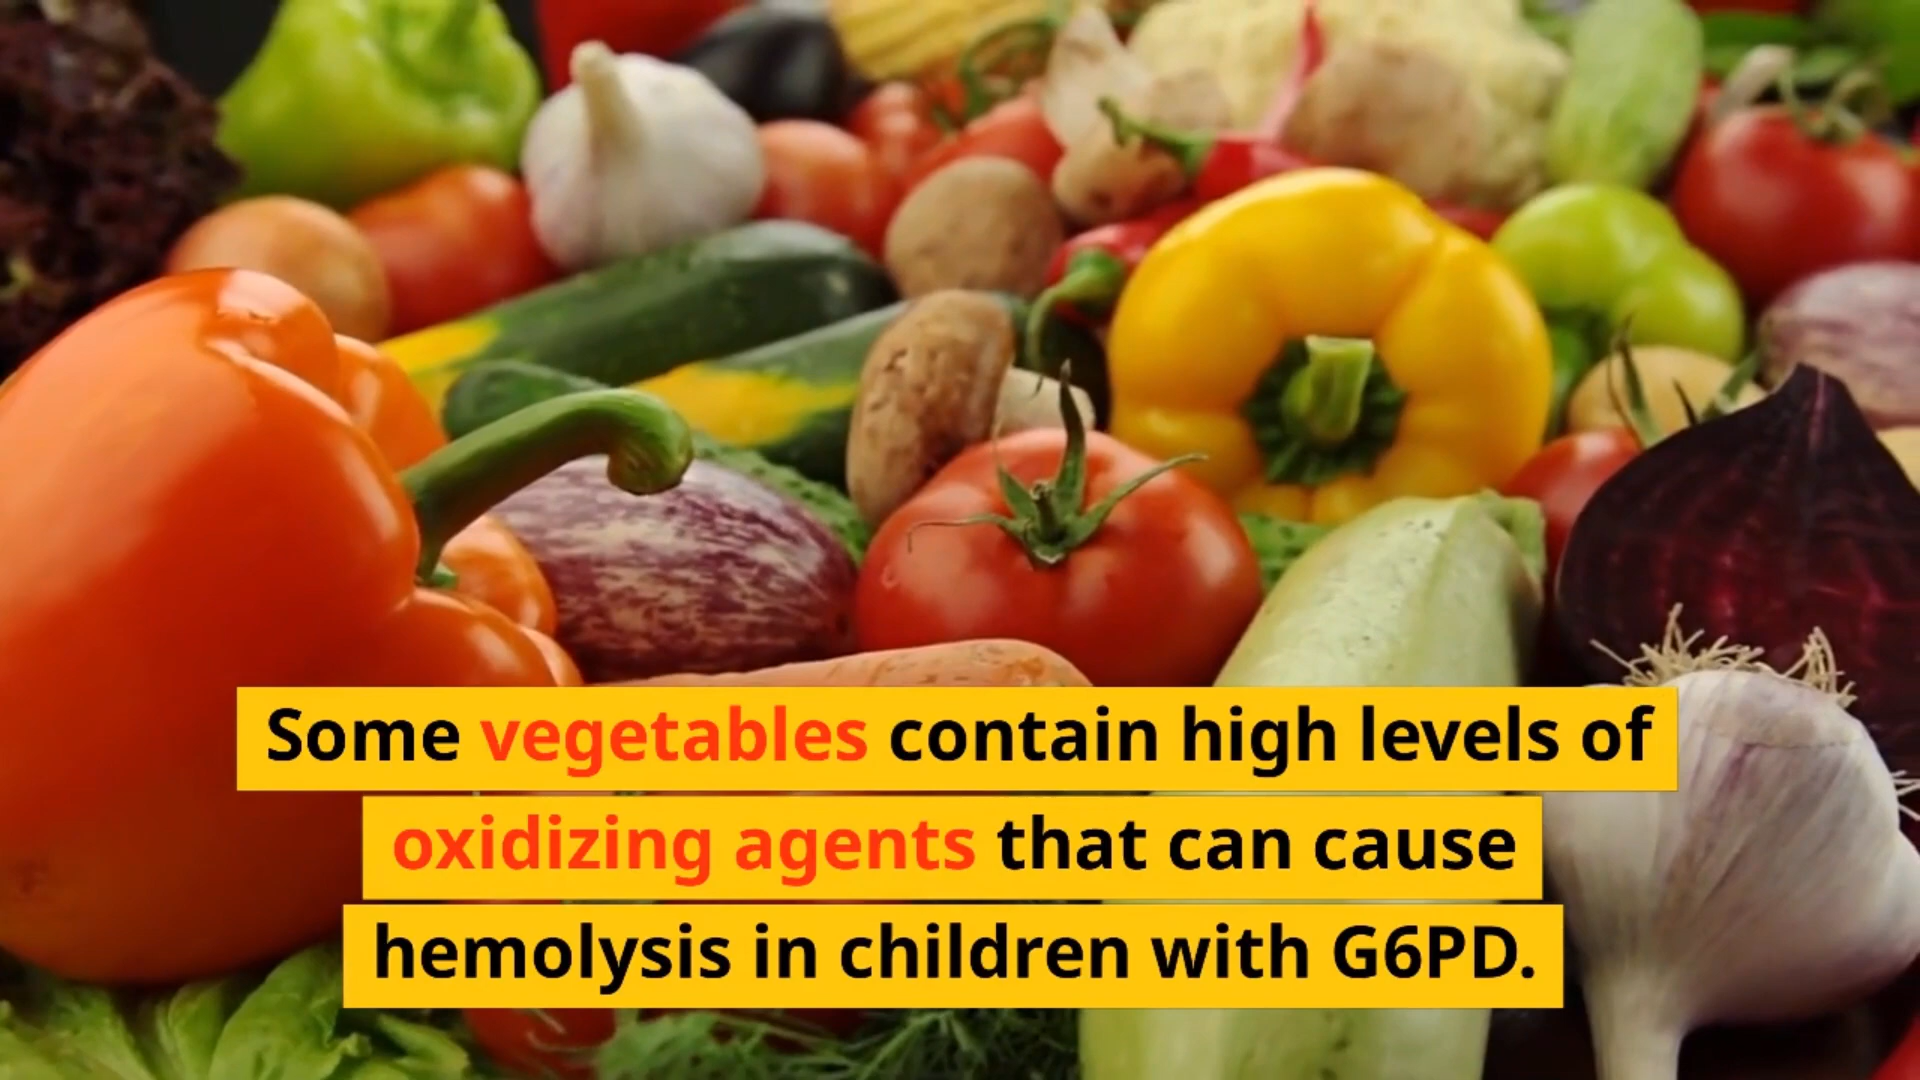 Some vegetables contain high levels of
oxidizing agents that can cause
hemolysis in children with G6PD.